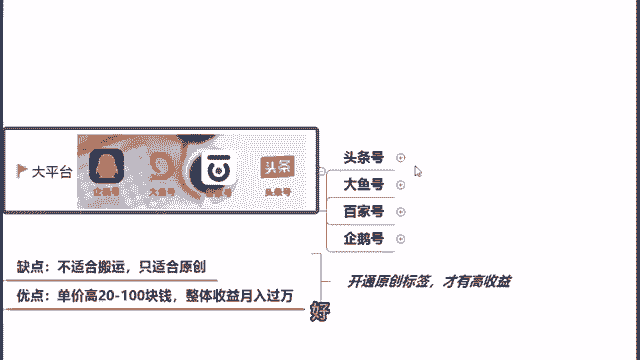 大平台
企鹅号 大鱼号 头条号
头条
头条号
大鱼号
百家号
企鹅号
缺点：不适合搬运，只适合原创
优点：单价高20-100块钱，整体收益月入过万
开通原创标签，才有高收益
好